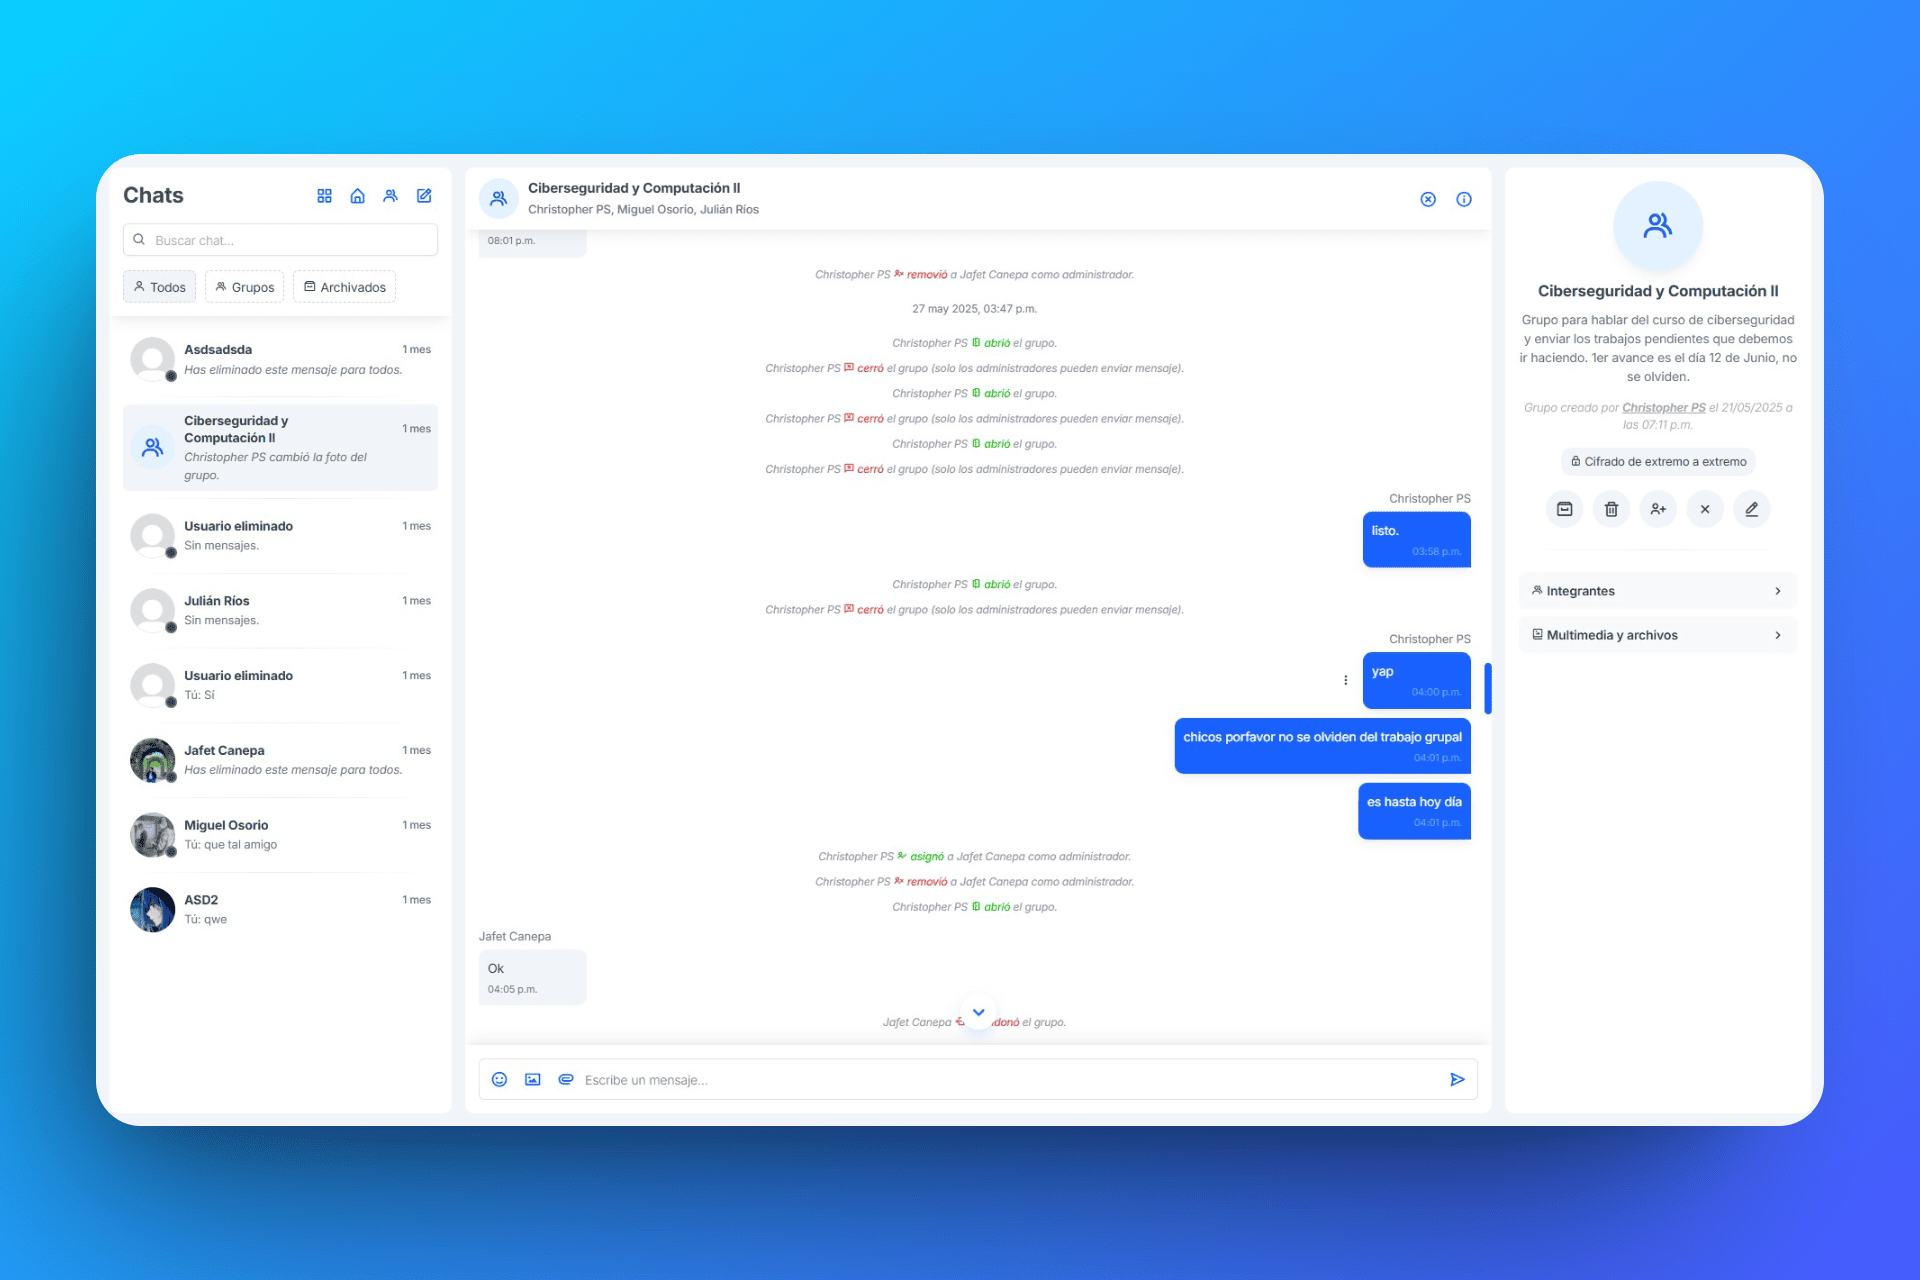 Chats
Buscar chat...
Todos
Grupos
Archivados
Asdsadsda
1 mes
Has eliminado este mensaje para todos.
Ciberseguridad y
Computación II
1 mes
Christopher PS cambió la foto del
grupo.
Usuario eliminado
1 mes
Sin mensajes.
Julián Ríos
1 mes
Sin mensajes.
Usuario eliminado
1 mes
Tú: Sí
Jafet Canepa
1 mes
Has eliminado este mensaje para todos.
Miguel Osorio
1 mes
Tú: que tal amigo
ASD2
1 mes
Tú: qwe
Ciberseguridad y Computación II
Christopher PS, Miguel Osorio, Julián Ríos
08:01 p.m.
Christopher PS removió a Jafet Canepa como administrador.
27 may 2025, 03:47 p.m.
Christopher PS abrió el grupo.
Christopher PS cerró el grupo (solo los administradores pueden enviar mensaje).
Christopher PS abrió el grupo.
Christopher PS cerró el grupo (solo los administradores pueden enviar mensaje).
Christopher PS abrió el grupo.
Christopher PS cerró el grupo (solo los administradores pueden enviar mensaje).
Christopher PS
listo.
03:58 p.m.
Christopher PS abrió el grupo.
Christopher PS cerró el grupo (solo los administradores pueden enviar mensaje).
Christopher PS
yap
04:00 p.m.
chicos porfavor no se olviden del trabajo grupal
04:01 p.m.
es hasta hoy día
04:01 p.m.
Christopher PS asignó a Jafet Canepa como administrador.
Christopher PS removió a Jafet Canepa como administrador.
Christopher PS abrió el grupo.
Jafet Canepa
Ok
04:05 p.m.
Jafet Canepa donó el grupo.
Escribe un mensaje...
Ciberseguridad y Computación II
Grupo para hablar del curso de ciberseguridad
y enviar los trabajos pendientes que debemos
ir haciendo. 1er avance es el día 12 de Junio, no
se olviden.
Grupo creado por Christopher PS el 21/05/2025 a
las 07:11 p.m.
Cifrado de extremo a extremo
Integrantes
Multimedia y archivos